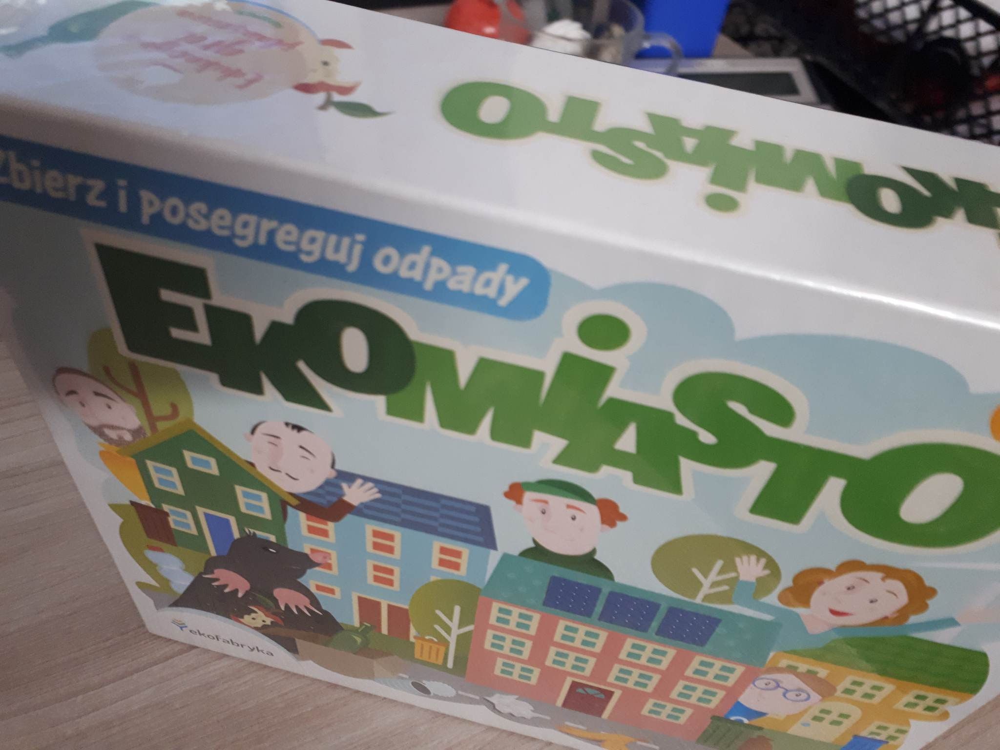 EKOMiASTO
Zbierz i posegreguj odpady
EKOMiASTO
ekoFabryka